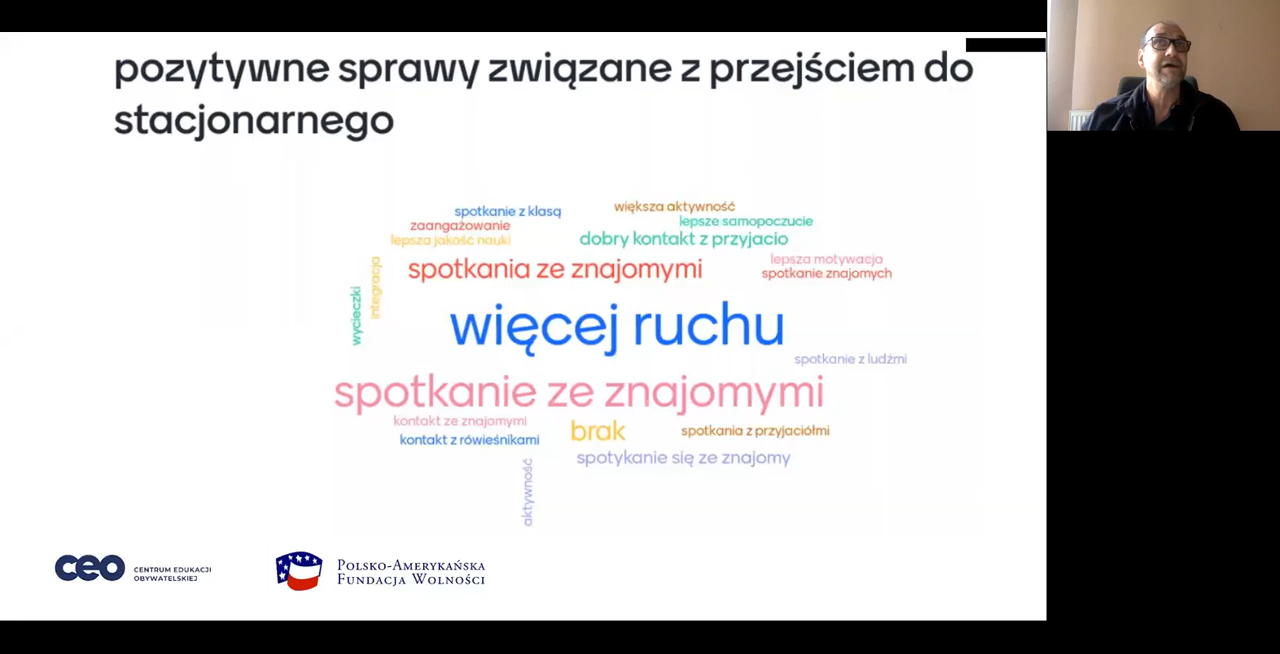 pozytywne sprawy związane z przejściem do
stacjonarnego
spotkanie z klasą
większa aktywność
zaangażowanie
lepsze samopoczucie
lepsza jakość nauki
dobry kontakt z przyjacio
lepsza motywacja
spotkania ze znajomymi
spotkanie znajomych
integracja
wycieczki
więcej ruchu
spotkanie z ludźmi
spotkanie ze znajomymi
kontakt ze znajomymi
brak
spotkania z przyjaciółmi
kontakt z rówieśnikami
spotykanie się ze znajomy
aktywność
ceo
CENTRUM EDUKACJI
OBYWATELSKIEJ
POLSKO-AMERYKAŃSKA
FUNDACJA WOLNOŚCI